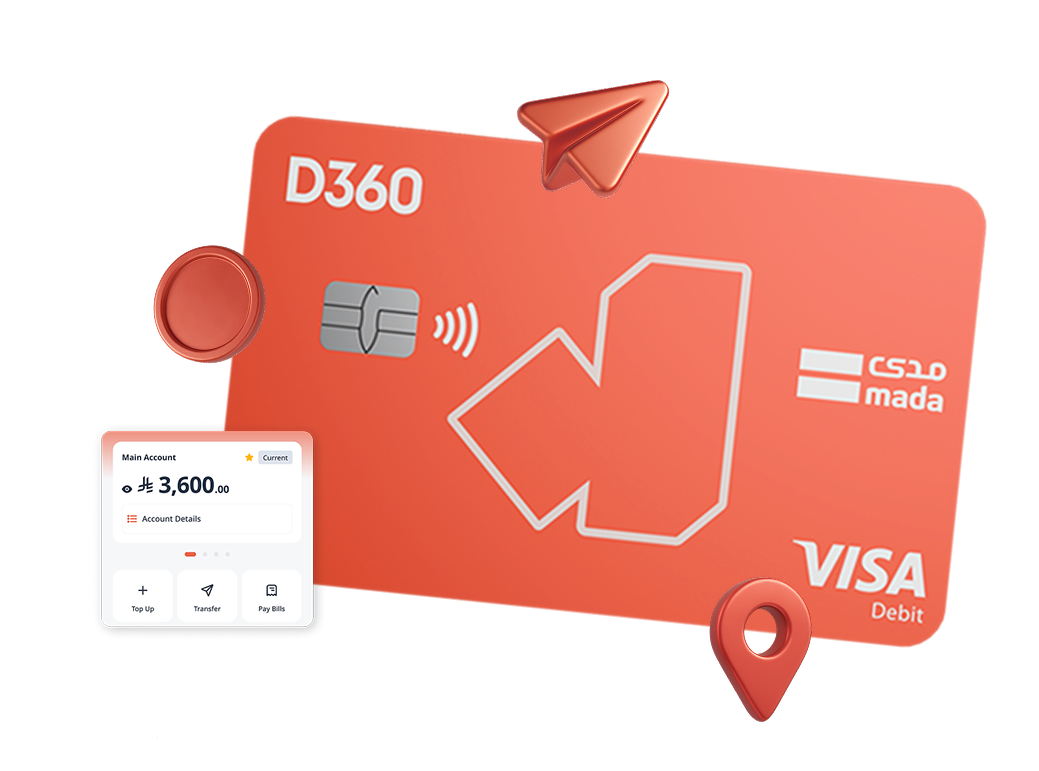 D360
مدى
mada
VISA
Debit
Main Account
Current
3,600.00
Account Details
Top Up
Transfer
Pay Bills